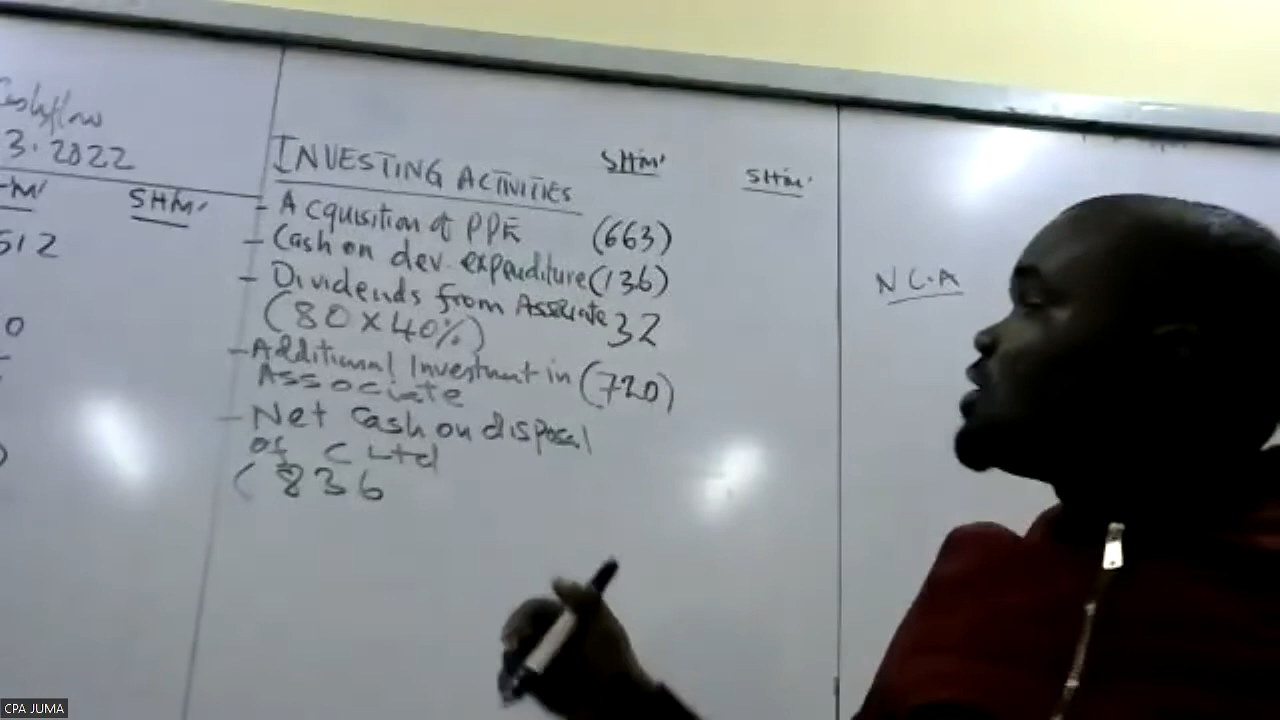 Cashflow
3.2022
SHM'
512
0
INVESTING ACTIVITIES
SHM'
SHM'
- Acquisition of PPE (663)
- Cash on dev. expenditure (136)
- Dividends from Associate 32
(80 X 40%)
- Additional Investment in (720)
Associate
- Net cash on disposal
of C Ltd
( 836
NCA
CPA JUMA